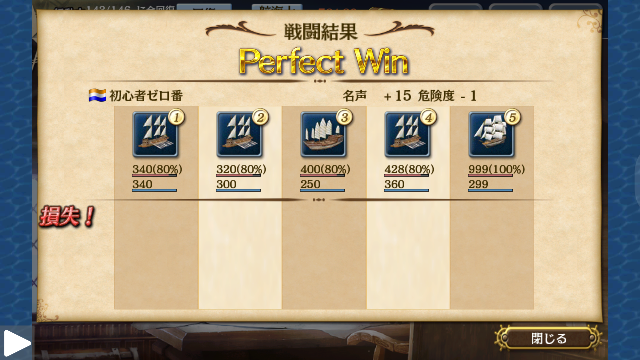 戦闘結果
Perfect Win
初心者ゼロ番 名声 +15 危険度 -1
1 2 3 4 5
340(80%) 320(80%) 400(80%) 428(80%) 999(100%)
340 300 250 360 299
損失!
閉じる